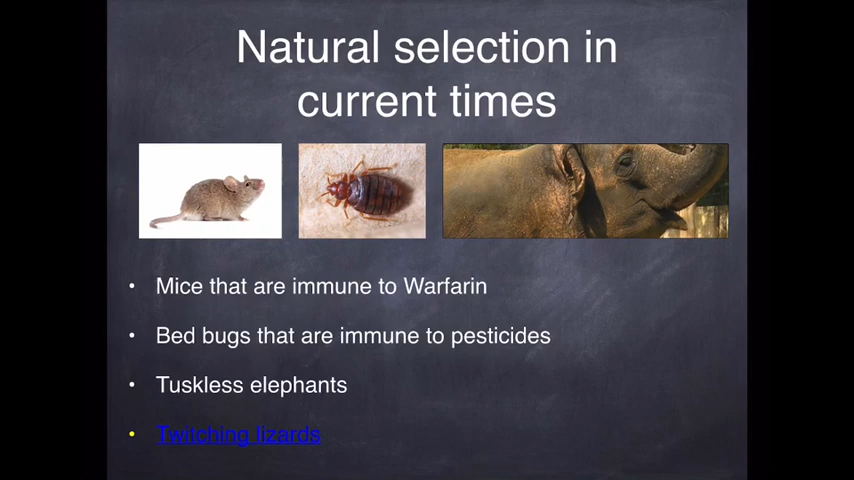 Natural selection in
current times
• Mice that are immune to Warfarin
• Bed bugs that are immune to pesticides
• Tuskless elephants
• Twitching lizards